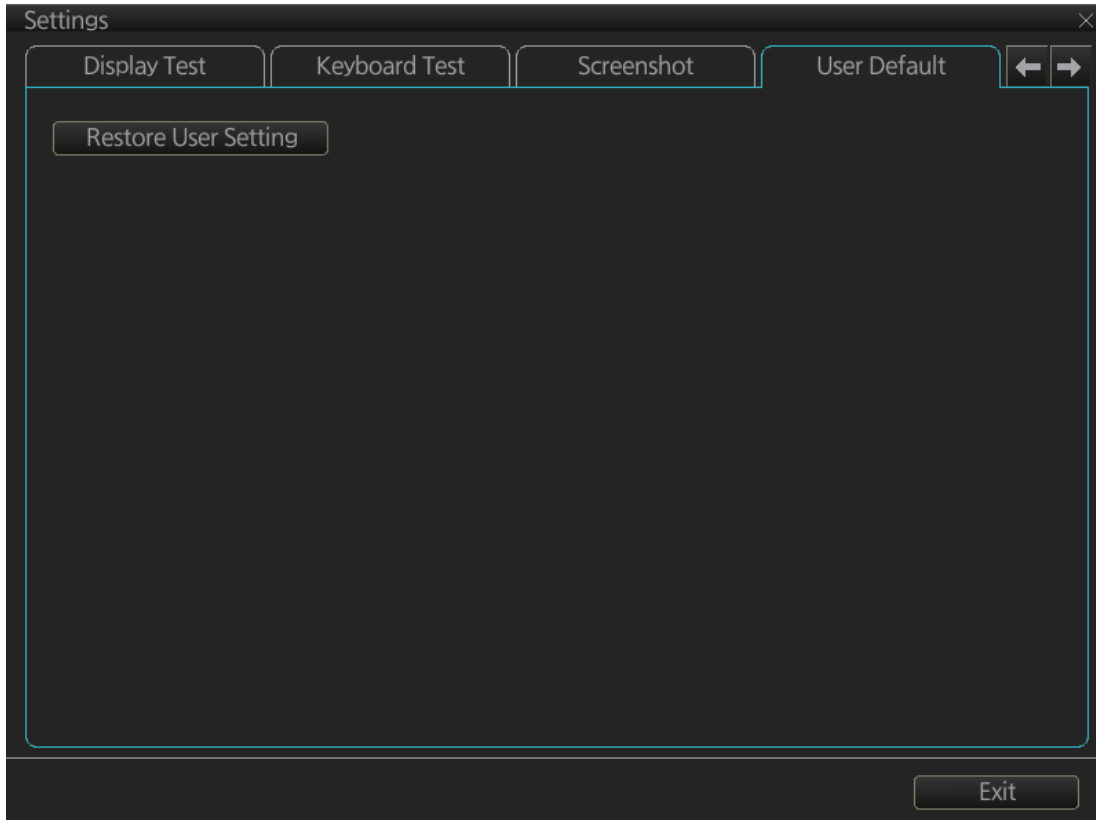 Settings
Display Test
Keyboard Test
Screenshot
User Default
Restore User Setting
Exit